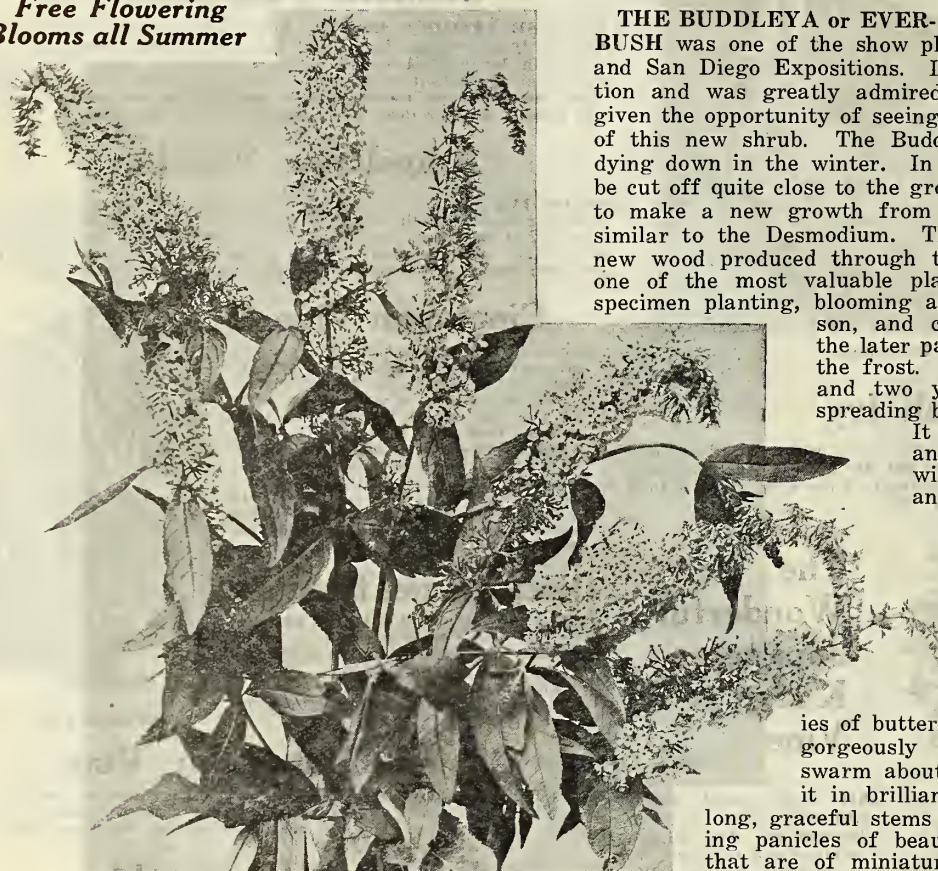 Free Flowering
Blooms all Summer
THE BUDDLEYA or EVER-
BUSH was one of the show pl
and San Diego Expositions. I
tion and was greatly admired
given the opportunity of seeing
of this new shrub. The Budd
dying down in the winter. In
be cut off quite close to the gr
to make a new growth from
similar to the Desmodium. T
new wood produced through t
one of the most valuable pla
specimen planting, blooming a
son, and c
the later pa
the frost.
and two y
spreading b
It
an
wi
an
ies of butter
gorgeously
swarm about
it in brillian
long, graceful stems
ing panicles of beau
that are of miniatur